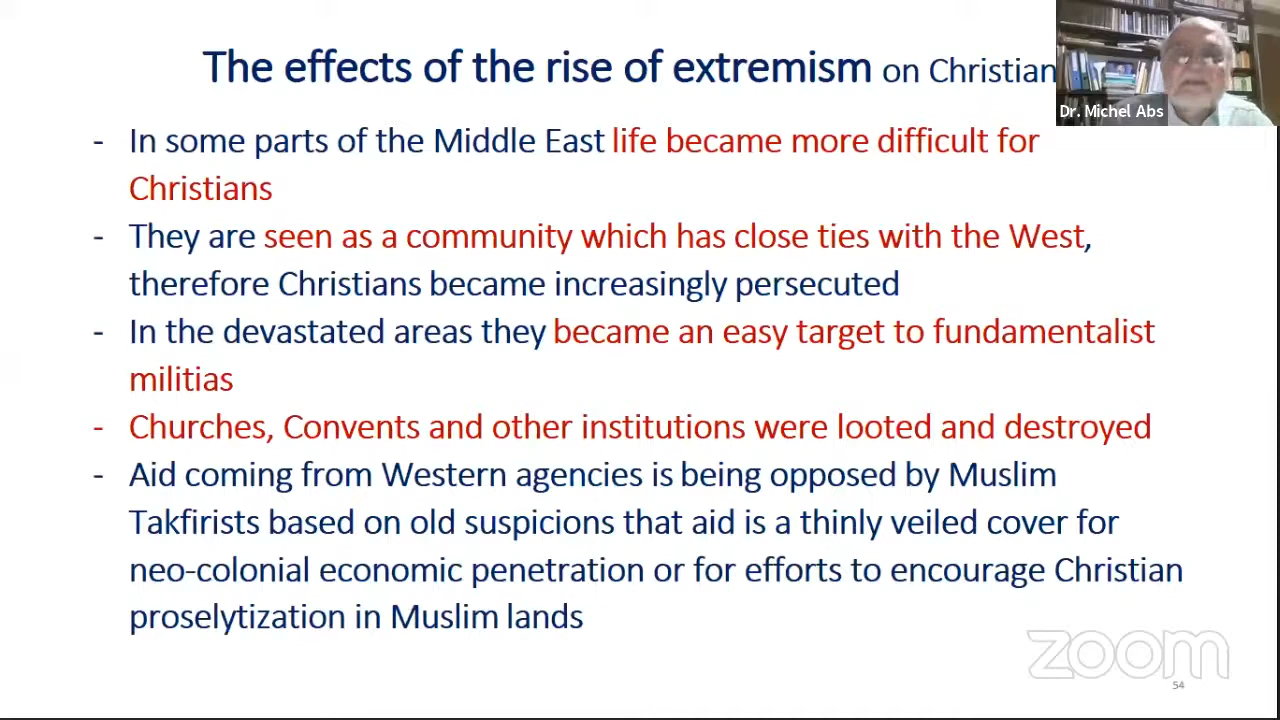 The effects of the rise of extremism on Christian
Dr. Michel Abs
- In some parts of the Middle East life became more difficult for
Christians
- They are seen as a community which has close ties with the West,
therefore Christians became increasingly persecuted
- In the devastated areas they became an easy target to fundamentalist
militias
- Churches, Convents and other institutions were looted and destroyed
- Aid coming from Western agencies is being opposed by Muslim
Takfirists based on old suspicions that aid is a thinly veiled cover for
neo-colonial economic penetration or for efforts to encourage Christian
proselytization in Muslim lands
zoom
54